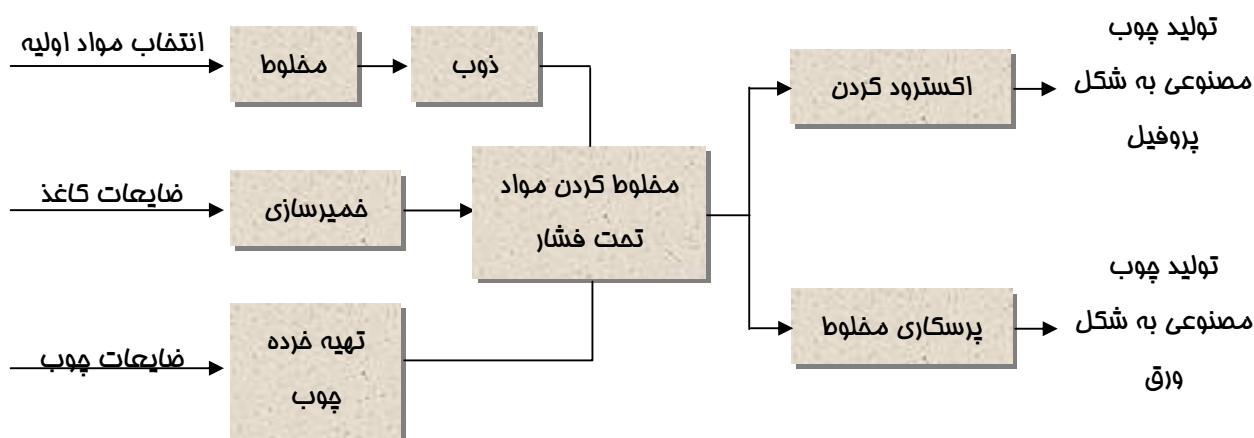 انتخاب مواد اولیه
مخلوط
ذوب
ضایعات کاغذ
خمیرسازی
ضایعات چوب
تهیه خرده
چوب
مخلوط کردن مواد
تحت فشار
اکسترود کردن
تولید چوب
مصنوعی به شکل
پروفیل
پرسکاری مخلوط
تولید چوب
مصنوعی به شکل
ورق